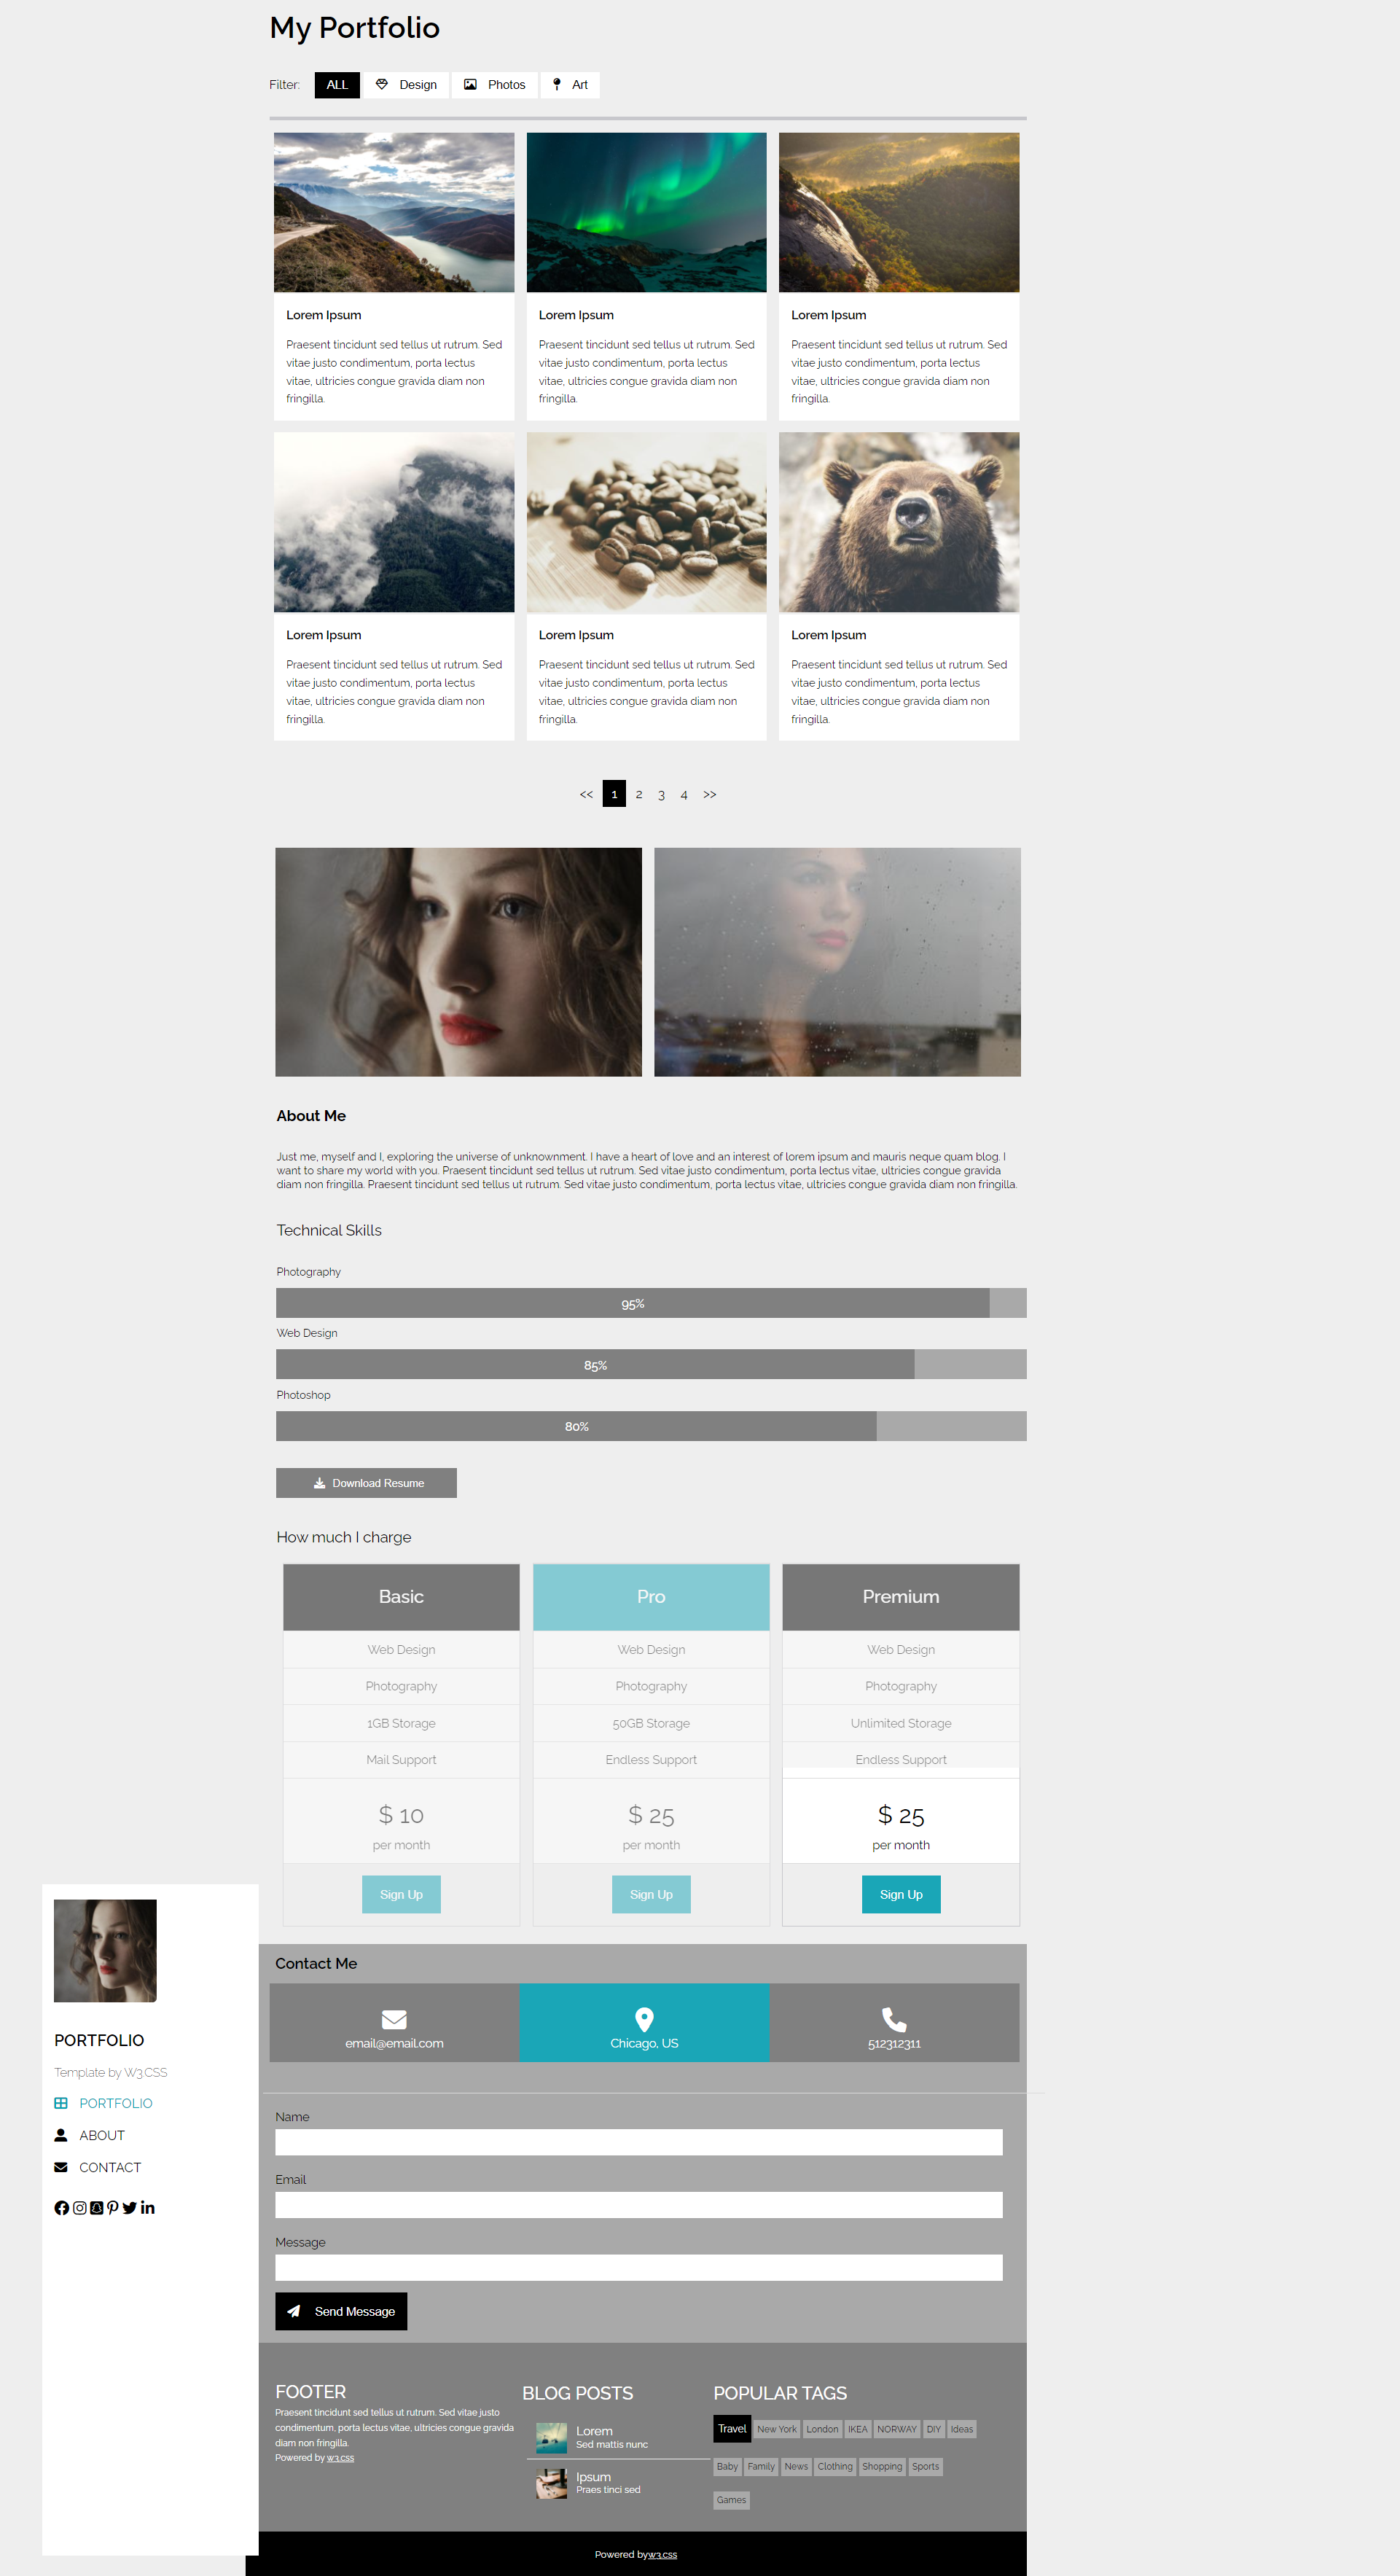 My Portfolio
Filter: ALL Design Photos Art
Lorem Ipsum
Praesent tincidunt sed tellus ut rutrum. Sed
vitae justo condimentum, porta lectus
vitae, ultricies congue gravida diam non
fringilla.
Lorem Ipsum
Praesent tincidunt sed tellus ut rutrum. Sed
vitae justo condimentum, porta lectus
vitae, ultricies congue gravida diam non
fringilla.
Lorem Ipsum
Praesent tincidunt sed tellus ut rutrum. Sed
vitae justo condimentum, porta lectus
vitae, ultricies congue gravida diam non
fringilla.
Lorem Ipsum
Praesent tincidunt sed tellus ut rutrum. Sed
vitae justo condimentum, porta lectus
vitae, ultricies congue gravida diam non
fringilla.
Lorem Ipsum
Praesent tincidunt sed tellus ut rutrum. Sed
vitae justo condimentum, porta lectus
vitae, ultricies congue gravida diam non
fringilla.
Lorem Ipsum
Praesent tincidunt sed tellus ut rutrum. Sed
vitae justo condimentum, porta lectus
vitae, ultricies congue gravida diam non
fringilla.
<< 1 2 3 4 >>
About Me
Just me, myself and I, exploring the universe of unknownment. I have a heart of love and an interest of lorem ipsum and mauris neque quam blog. I
want to share my world with you. Praesent tincidunt sed tellus ut rutrum. Sed vitae justo condimentum, porta lectus vitae, ultricies congue gravida
diam non fringilla. Praesent tincidunt sed tellus ut rutrum. Sed vitae justo condimentum, porta lectus vitae, ultricies congue gravida diam non fringilla.
Technical Skills
Photography
95%
Web Design
85%
Photoshop
80%
Download Resume
How much I charge
Basic
Web Design
Photography
1GB Storage
Mail Support
$ 10
per month
Sign Up
Pro
Web Design
Photography
50GB Storage
Endless Support
$ 25
per month
Sign Up
Premium
Web Design
Photography
Unlimited Storage
Endless Support
$ 25
per month
Sign Up
PORTFOLIO
Template by W3.CSS
PORTFOLIO
ABOUT
CONTACT
Contact Me
email@email.com
Chicago, US
512312311
Name
Email
Message
Send Message
FOOTER
Praesent tincidunt sed tellus ut rutrum. Sed vitae justo
condimentum, porta lectus vitae, ultricies congue gravida
diam non fringilla.
Powered by w3.css
BLOG POSTS
Lorem
Sed mattis nunc
Ipsum
Praes tinci sed
POPULAR TAGS
Travel New York London IKEA NORWAY DIY Ideas
Baby Family News Clothing Shopping Sports
Games
Powered byw3.css